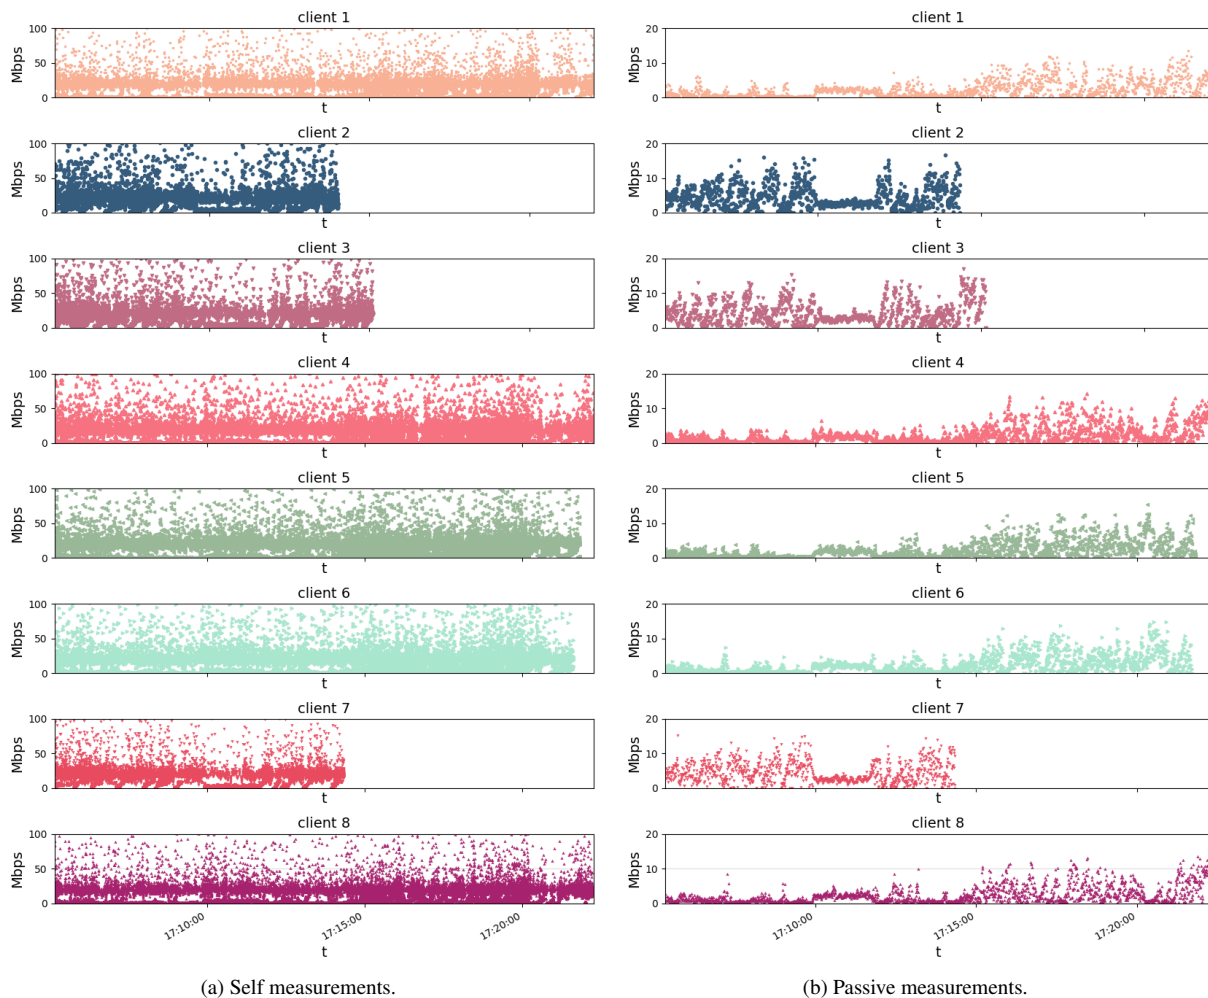 client 1
Mbps
100
50
0
t
client 2
Mbps
100
50
0
t
client 3
Mbps
100
50
0
t
client 4
Mbps
100
50
0
t
client 5
Mbps
100
50
0
t
client 6
Mbps
100
50
0
t
client 7
Mbps
100
50
0
t
client 8
Mbps
100
50
0
17:10:00 17:15:00 17:20:00
t
(a) Self measurements.
client 1
Mbps
20
10
0
t
client 2
Mbps
20
10
0
t
client 3
Mbps
20
10
0
t
client 4
Mbps
20
10
0
t
client 5
Mbps
20
10
0
t
client 6
Mbps
20
10
0
t
client 7
Mbps
20
10
0
t
client 8
Mbps
20
10
0
17:10:00 17:15:00 17:20:00
t
(b) Passive measurements.